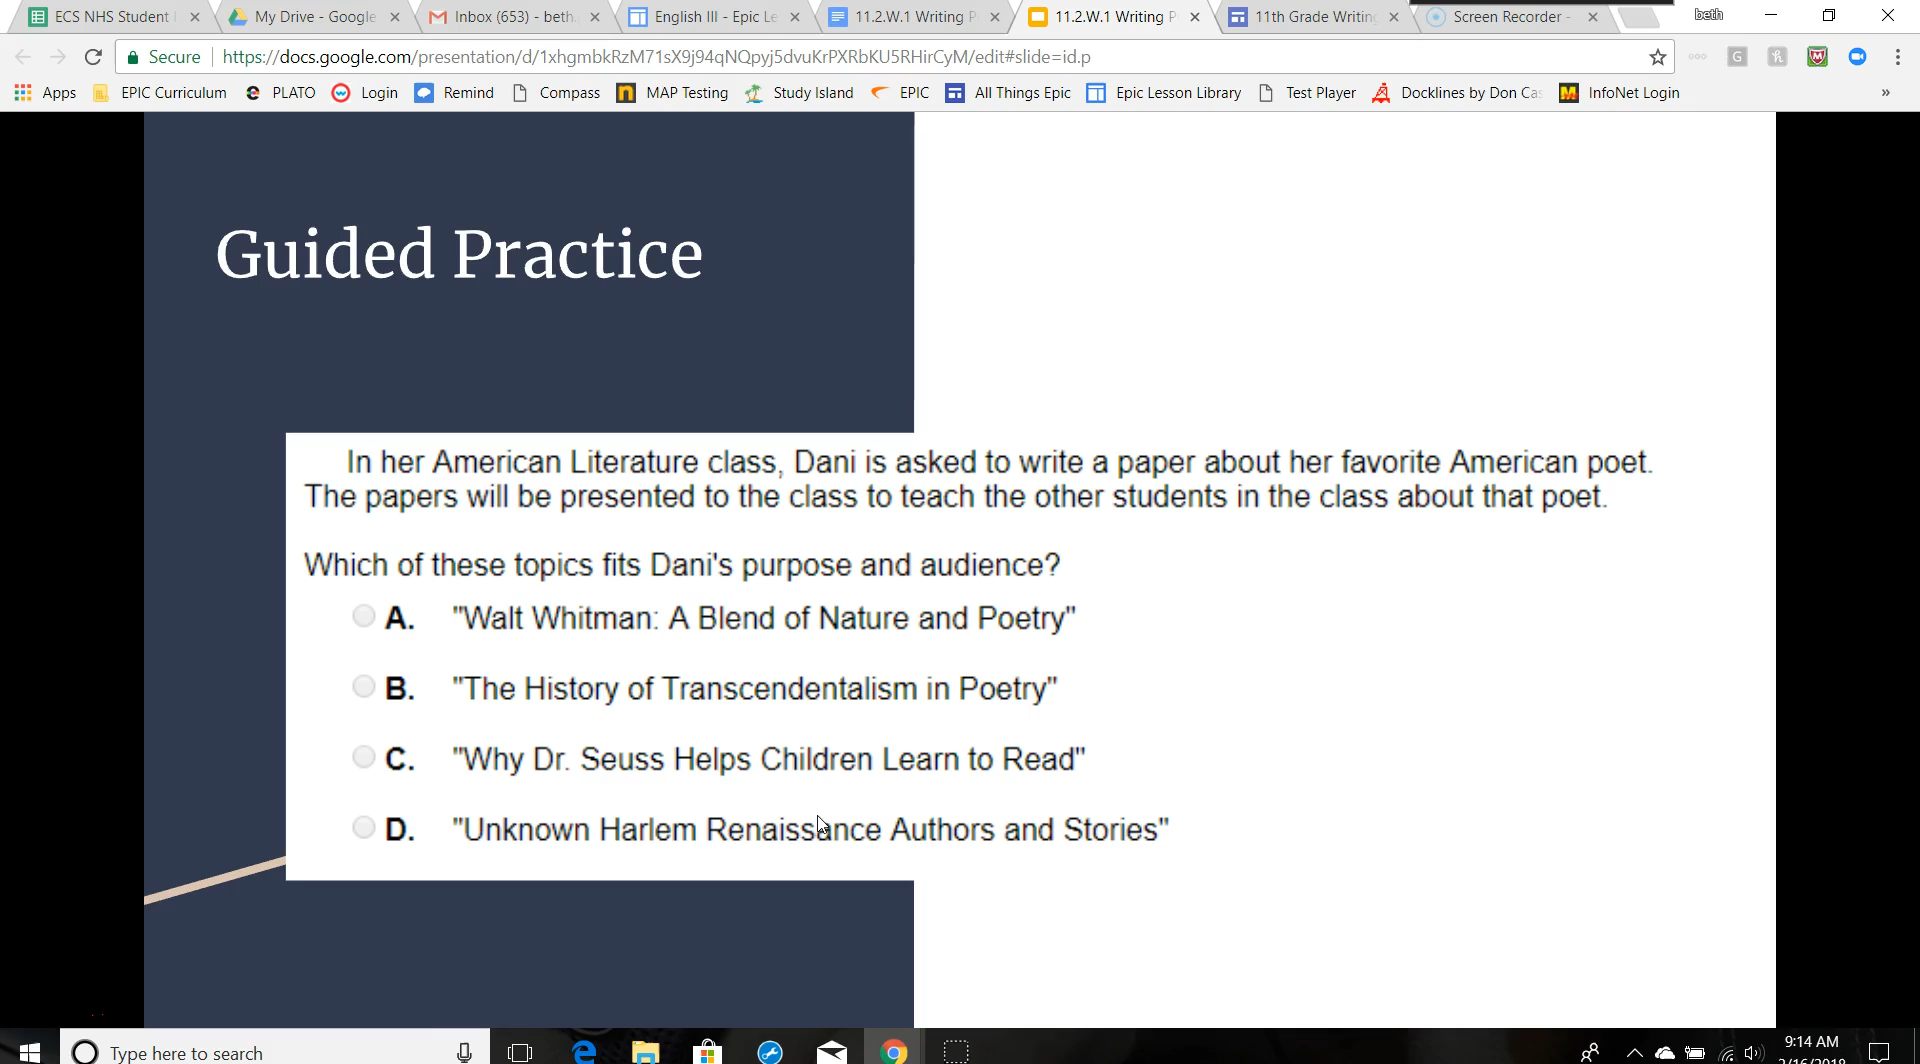 ECS NHS Student
My Drive - Google
Inbox (653) - beth.
English III - Epic Le
11.2.W.1 Writing P
11.2.W.1 Writing P
11th Grade Writing
Screen Recorder -
beth
Secure
https://docs.google.com/presentation/d/1xhgmbkRzM71sX9j94qNQpyj5dvuKrPXRbKU5RHirCyM/edit#slide=id.p
Apps EPIC Curriculum PLATO Login Remind Compass MAP Testing Study Island EPIC All Things Epic Epic Lesson Library Test Player Docklines by Don Ca InfoNet Login »
Guided Practice
In her American Literature class, Dani is asked to write a paper about her favorite American poet.
The papers will be presented to the class to teach the other students in the class about that poet.
Which of these topics fits Dani's purpose and audience?
A. "Walt Whitman: A Blend of Nature and Poetry"
B. "The History of Transcendentalism in Poetry"
C. "Why Dr. Seuss Helps Children Learn to Read"
D. "Unknown Harlem Renaissance Authors and Stories"
Type here to search
9:14 AM